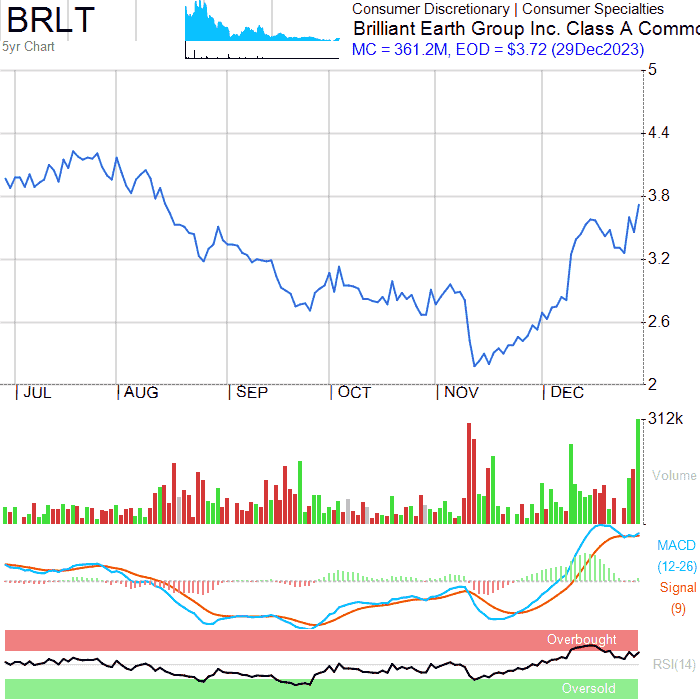 BRLT
5yr Chart
Consumer Discretionary | Consumer Specialties
Brilliant Earth Group Inc. Class A Commo
MC = 361.2M, EOD = $3.72 (29Dec2023)
5
4.4
3.8
3.2
2.6
2
JUL
AUG
SEP
OCT
NOV
DEC
312k
Volume
MACD
(12-26)
Signal
(9)
Overbought
RSI(14)
Oversold